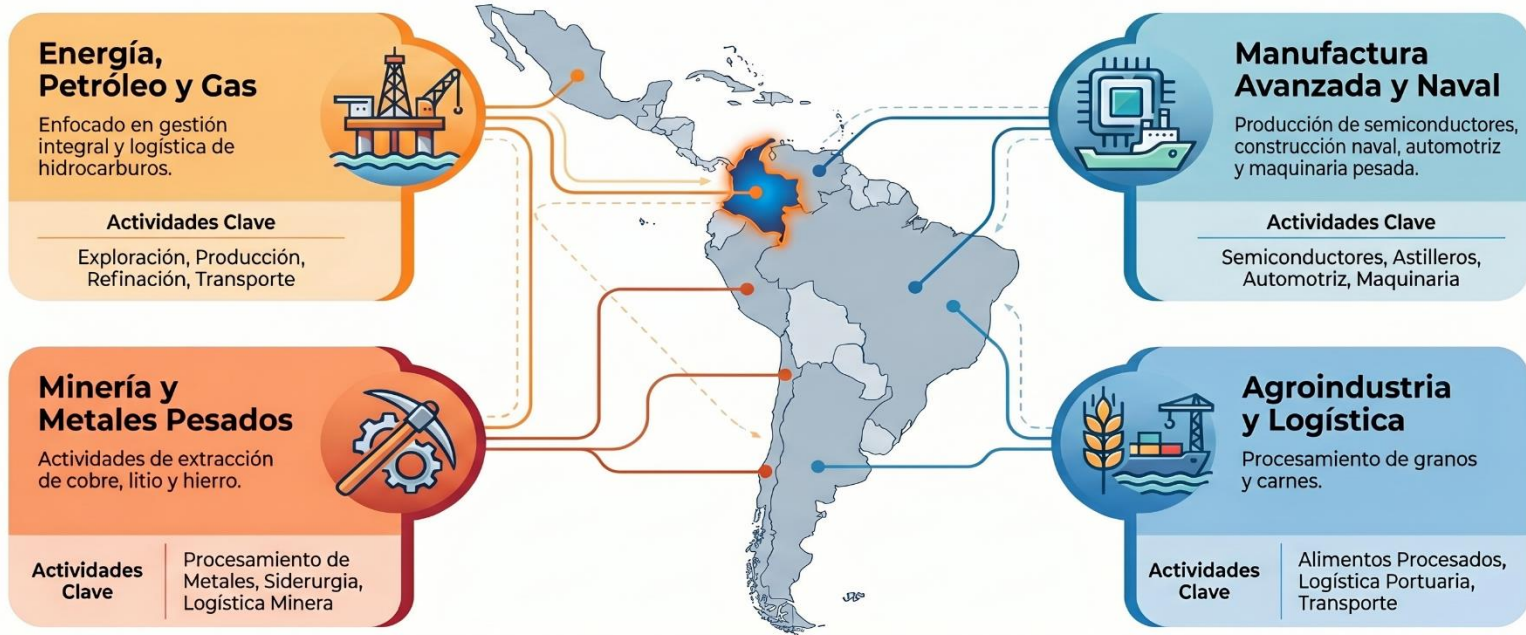 Energía,
Petróleo y Gas
Enfocado en gestión
integral y logística de
hidrocarburos.
Actividades Clave
Exploración, Producción,
Refinación, Transporte
Manufactura
Avanzada y Naval
Producción de semiconductores,
construcción naval, automotriz
y maquinaria pesada.
Actividades Clave
Semiconductores, Astilleros,
Automotriz, Maquinaria
Minería y
Metales Pesados
Actividades de extracción
de cobre, litio y hierro.
Actividades
Clave
Procesamiento de
Metales, Siderurgia,
Logística Minera
Agroindustria
y Logística
Procesamiento de granos
y carnes.
Actividades
Clave
Alimentos Procesados,
Logística Portuaria,
Transporte